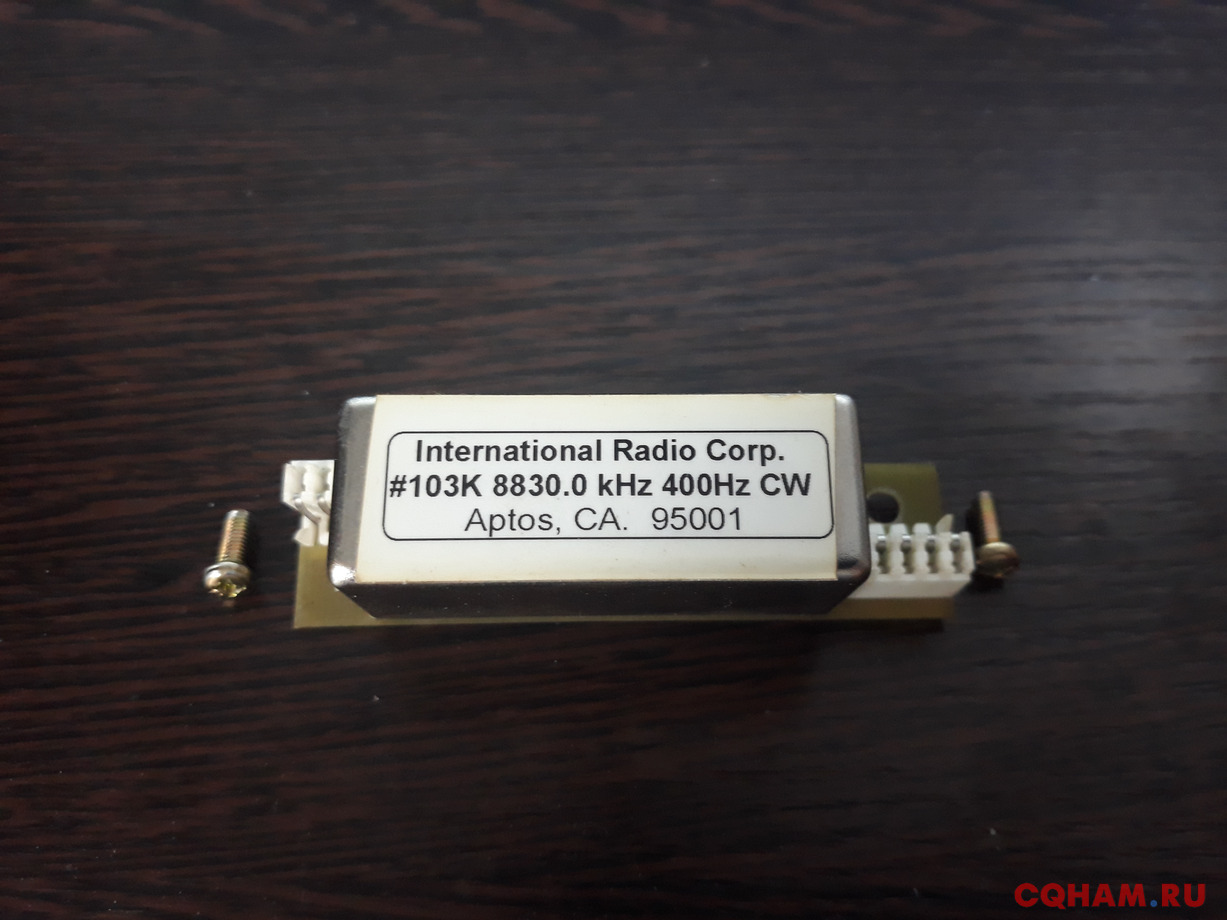 International Radio Corp.
#103K 8830.0 kHz 400Hz CW
Aptos, CA. 95001
CQHAM.RU